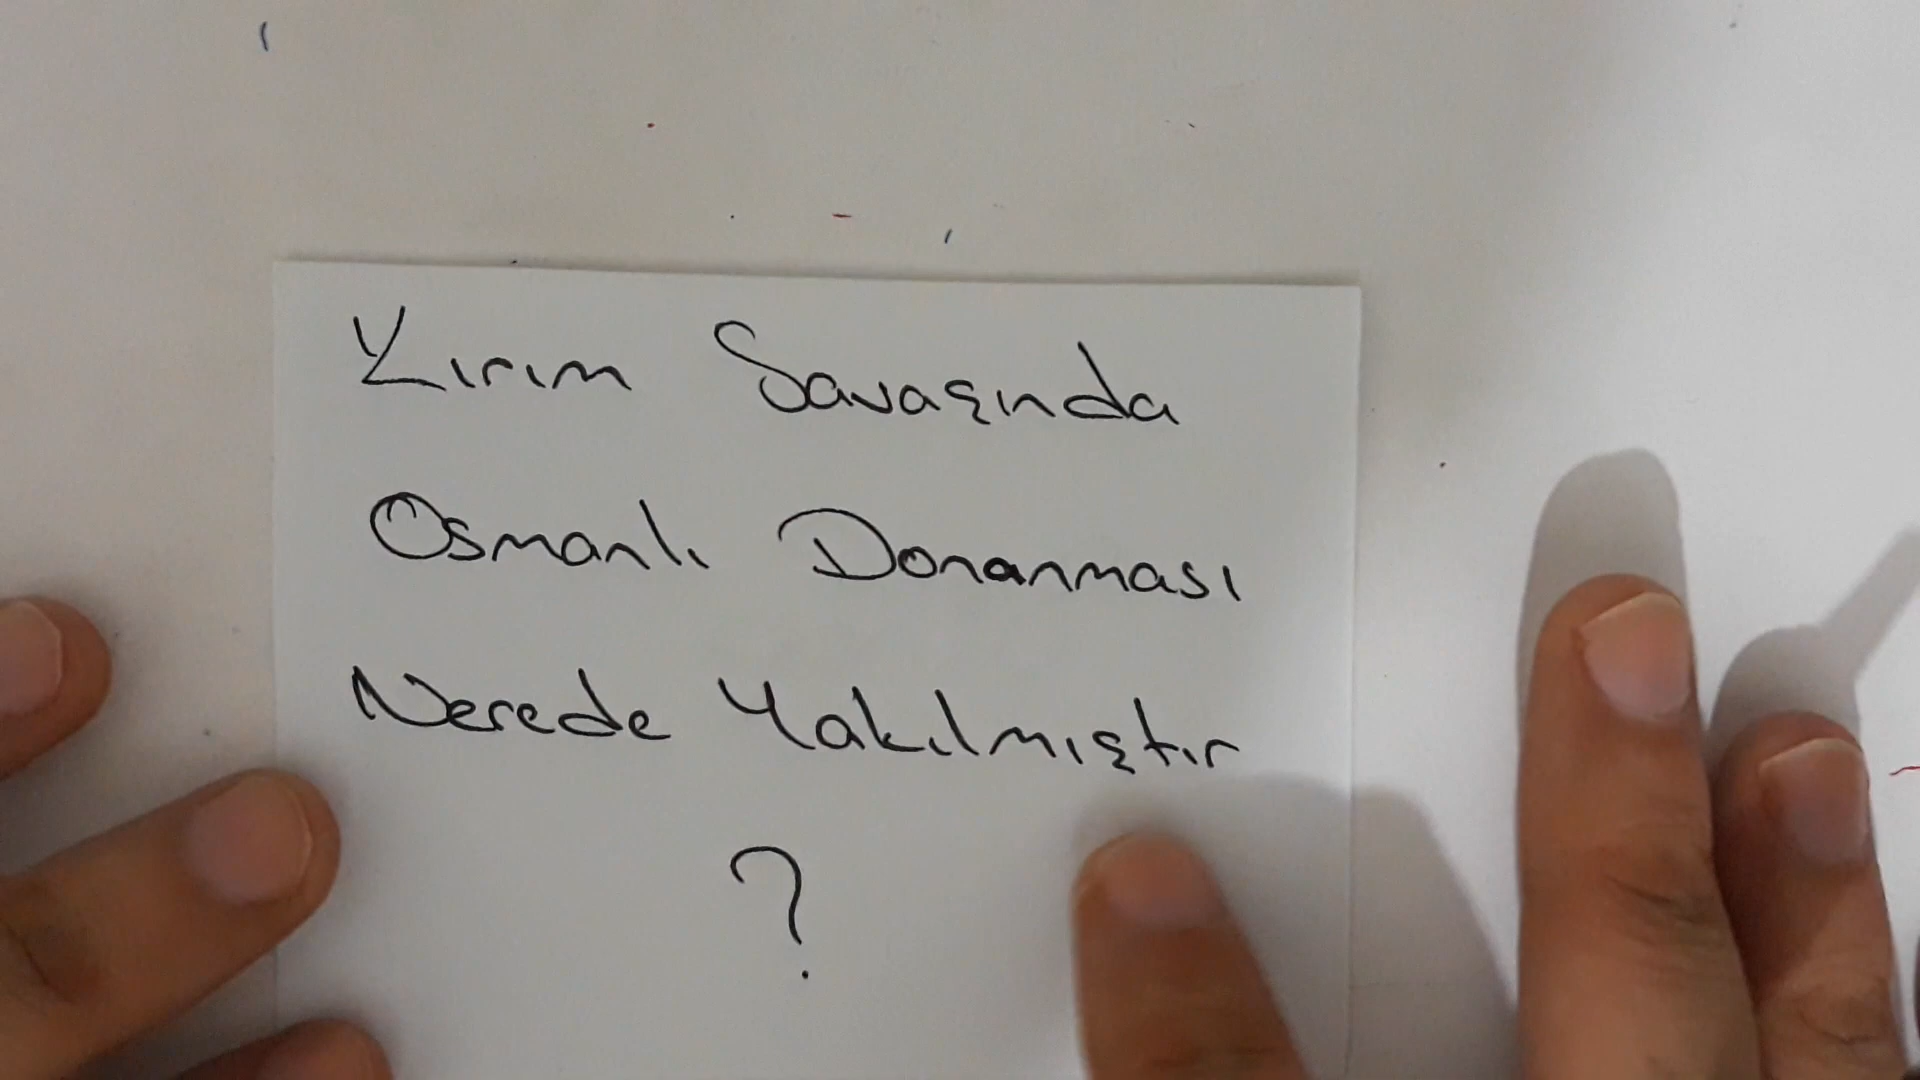 Kırım Savaşında
Osmanlı Donanması
Nerede Yakılmıştır
?